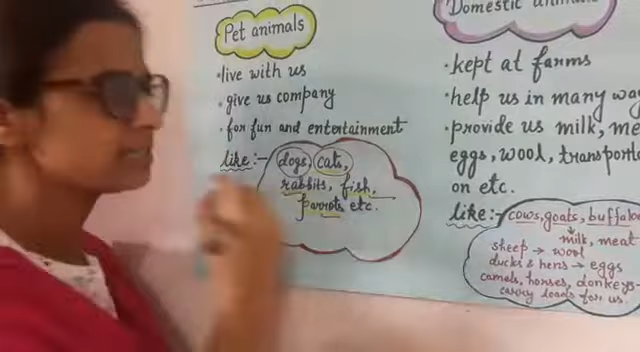 Pet animals
·live with us
·give us company
·for fun and entertainment
like:- dogs, cats,
rabbits, fish,
parrots etc.
Domestic
·kept at farms
·help us in many
·provide us milk,
eggs, wool,
on etc.
like:- cows, goats,
milk, meat
sheep → wool
ducks & hens → eggs
camels, horses, donkeys-
carry loads for us.